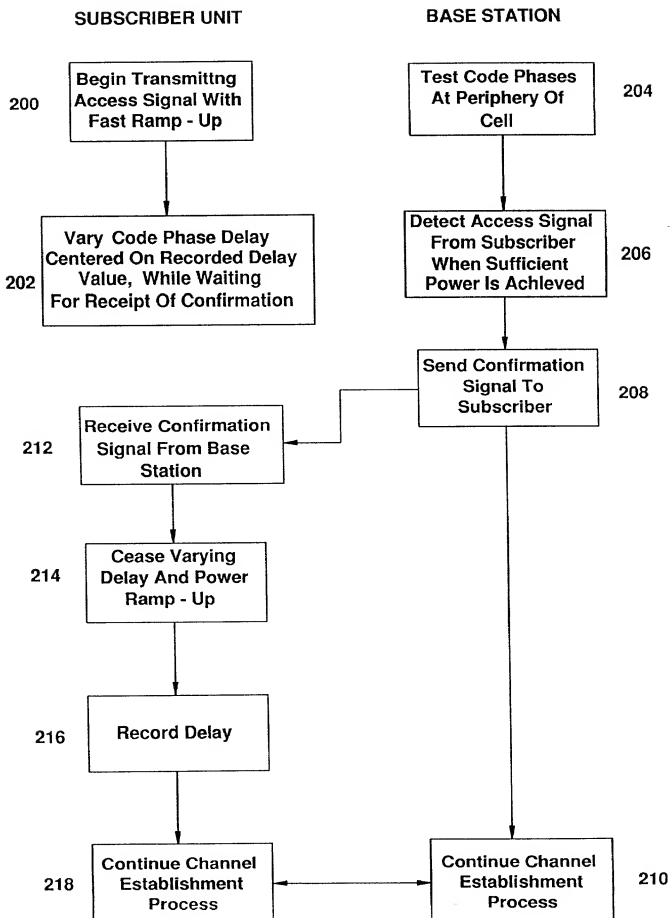 SUBSCRIBER UNIT
BASE STATION
200
Begin Transmittng
Access Signal With
Fast Ramp - Up
Test Code Phases
At Periphery Of
Cell
204
202
Vary Code Phase Delay
Centered On Recorded Delay
Value, While Waiting
For Receipt Of Confirmation
Detect Access Signal
From Subscriber
When Sufficient
Power Is Achleved
206
Send Confirmation
Signal To
Subscriber
208
212
Receive Confirmation
Signal From Base
Station
214
Cease Varying
Delay And Power
Ramp - Up
216
Record Delay
218
Continue Channel
Establishment
Process
Continue Channel
Establishment
Process
210